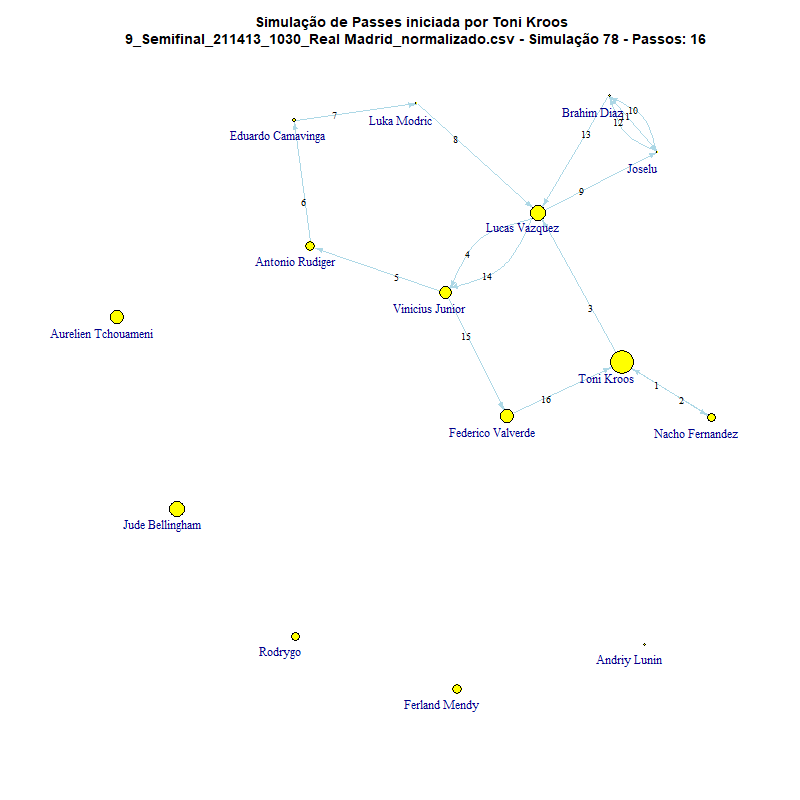 Simulação de Passes iniciada por Toni Kroos
9_Semifinal_211413_1030_Real Madrid_normalizado.csv - Simulação 78 - Passos: 16
Brahim Diaz
10
11
12
7
Luka Modric
Eduardo Camavinga
8
13
Joselu
9
6
Lucas Vazquez
4
Antonio Rudiger
5
14
Vinicius Junior
3
Aurelien Tchouameni
15
Toni Kroos
1
16
2
Federico Valverde
Nacho Fernandez
Jude Bellingham
Rodrygo
Andriy Lunin
Ferland Mendy